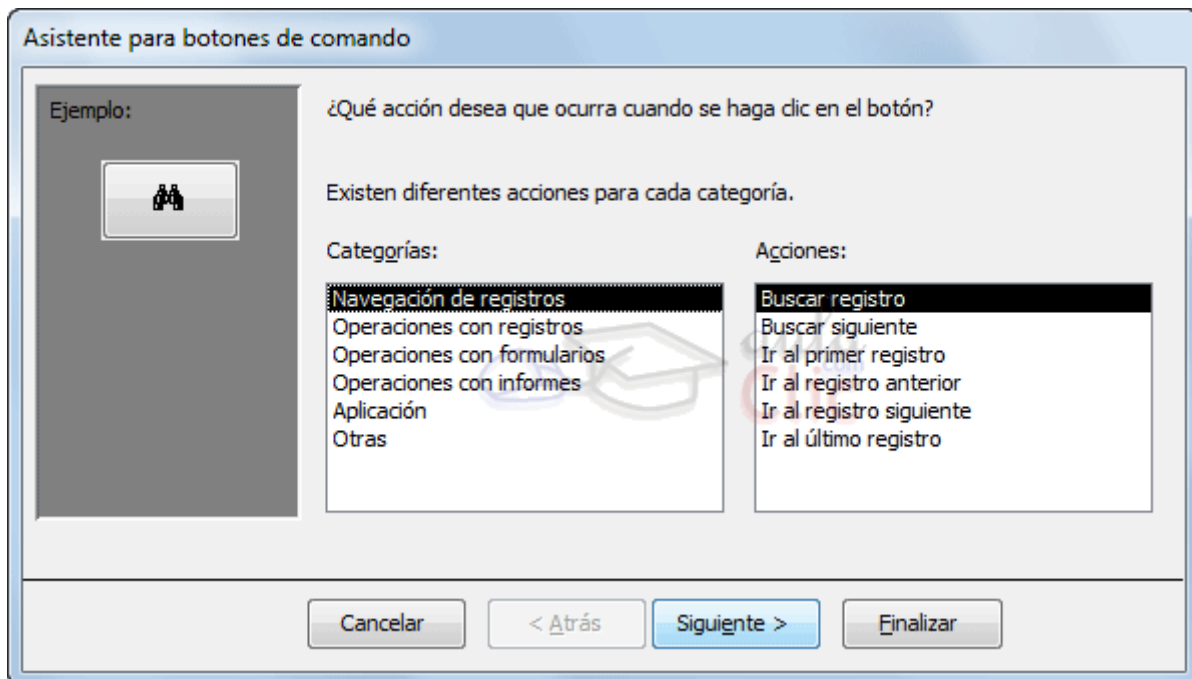 Asistente para botones de comando
Ejemplo:
¿Qué acción desea que ocurra cuando se haga clic en el botón?
Existen diferentes acciones para cada categoría.
Categorías:
Navegación de registros
Operaciones con registros
Operaciones con formularios
Operaciones con informes
Aplicación
Otras
Acciones:
Buscar registro
Buscar siguiente
Ir al primer registro
Ir al registro anterior
Ir al registro siguiente
Ir al último registro
aula
Clic
.com
Cancelar
< Atrás
Siguiente >
Finalizar